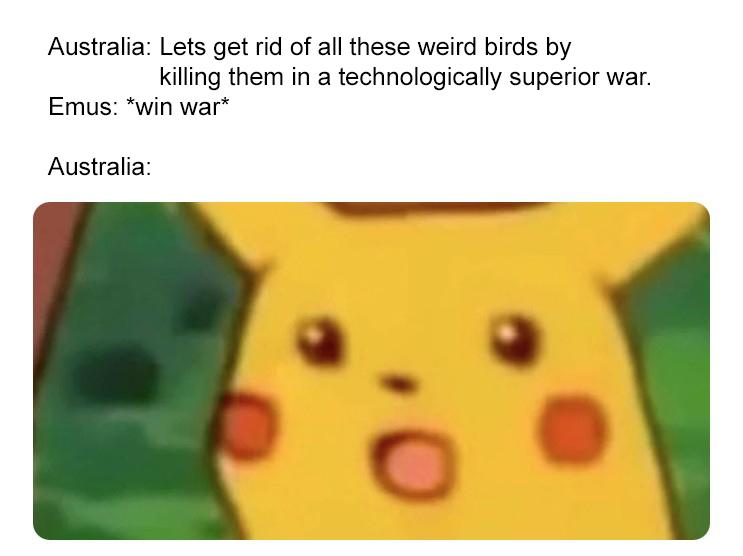 Australia: Lets get rid of all these weird birds by
killing them in a technologically superior war.
Emus: *win war*
Australia: